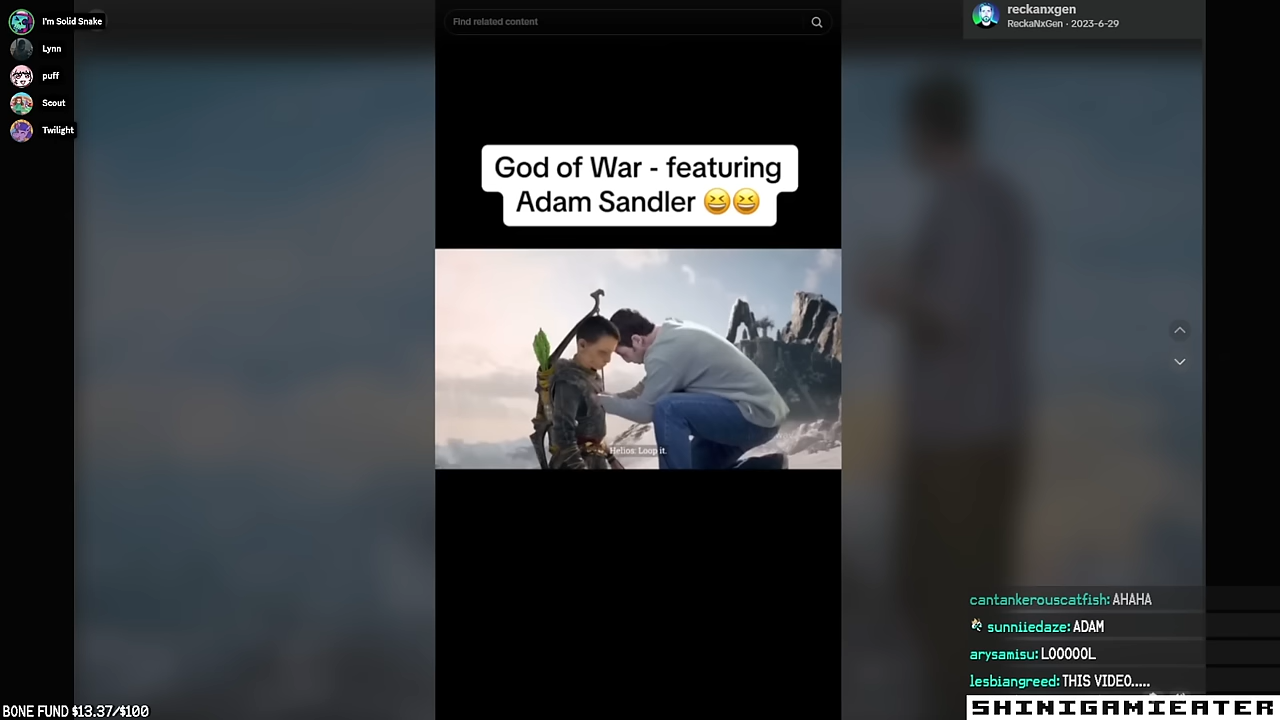 I'm Solid Snake
Lynn
puff
Scout
Twilight
Find related content
reckanxgen
ReckaNxGen · 2023-6-29
God of War - featuring
Adam Sandler 😆😆
Helios: Loop it.
cantankerouscatfish: AHAHA
sunniiedaze: ADAM
arysamisu: LOOOOOL
lesbiangreed: THIS VIDEO.....
BONE FUND $13.37/$100
SHINIGAMIEATER